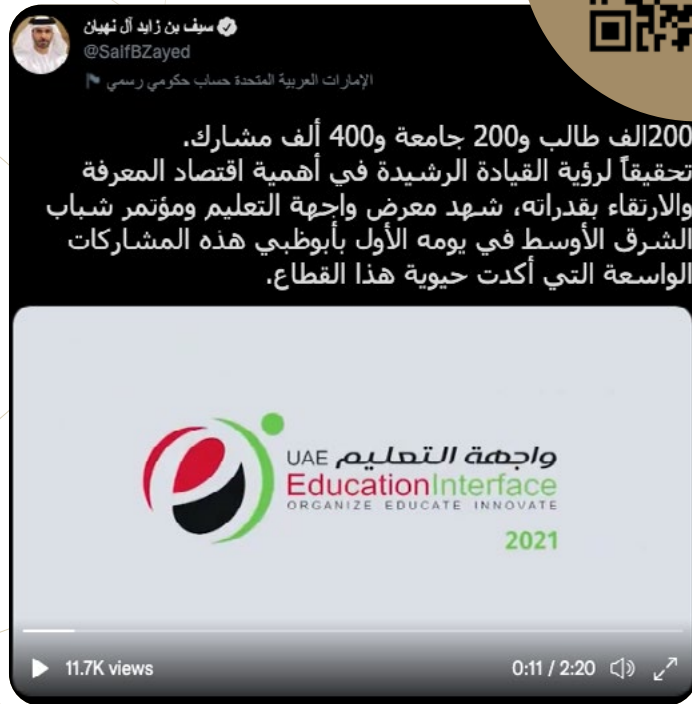 سيف بن زايد آل نهيان
@SaifBZayed
الإمارات العربية المتحدة حساب حكومي رسمي
200الف طالب و200 جامعة و400 ألف مشارك.
تحقيقاً لرؤية القيادة الرشيدة في أهمية اقتصاد المعرفة
والارتقاء بقدراته، شهد معرض واجهة التعليم ومؤتمر شباب
الشرق الأوسط في يومه الأول بأبوظبي هذه المشاركات
الواسعة التي أكدت حيوية هذا القطاع.
UAE واجهة التعليم
EducationInterface
ORGANIZE EDUCATE INNOVATE
2021
11.7K views
0:11 / 2:20